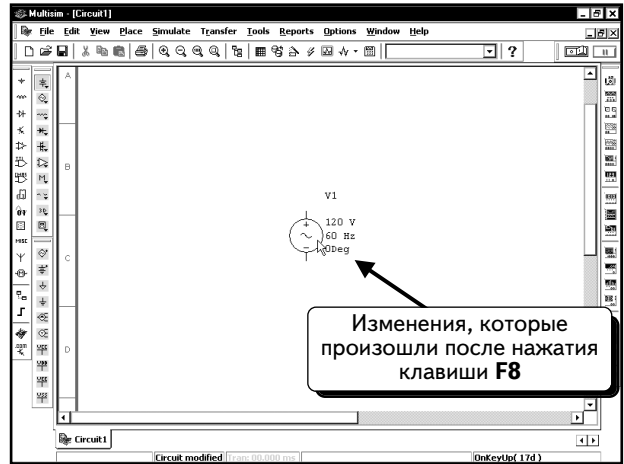 Multisim - [Circuit1]
File Edit View Place Simulate Transfer Tools Reports Options Window Help
?
A
B
C
D
V1
120 V
60 Hz
0Deg
Изменения, которые
произошли после нажатия
клавиши F8
MISC
Circuit1
Circuit modified Tran: 00.000 ms OnKeyUp( 17d )